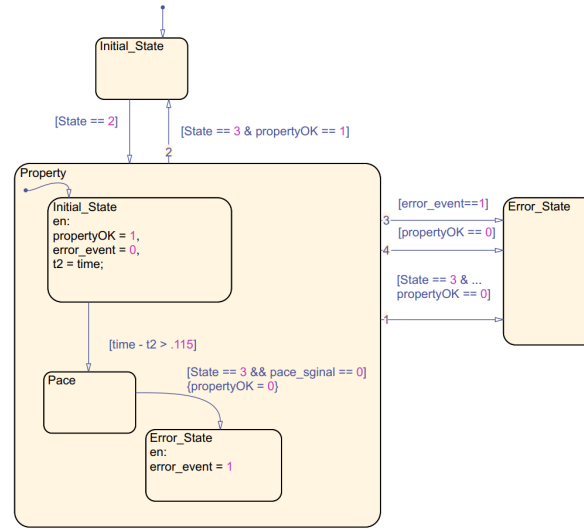 Initial_State
[State == 2]
[State == 3 & propertyOK == 1]
2
Property
Initial_State
en:
propertyOK = 1,
error_event = 0,
t2 = time;
[error_event==1]
3
[propertyOK == 0]
4
Error_State
[State == 3 & ...
propertyOK == 0]
1
[time - t2 > .115]
Pace
[State == 3 && pace_sginal == 0]
{propertyOK = 0}
Error_State
en:
error_event = 1